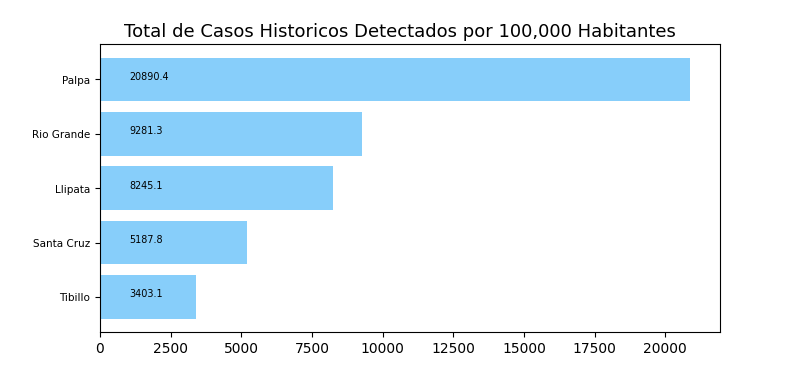 Total de Casos Historicos Detectados por 100,000 Habitantes
Palpa 20890.4
Rio Grande 9281.3
Llipata 8245.1
Santa Cruz 5187.8
Tibillo 3403.1
0 2500 5000 7500 10000 12500 15000 17500 20000